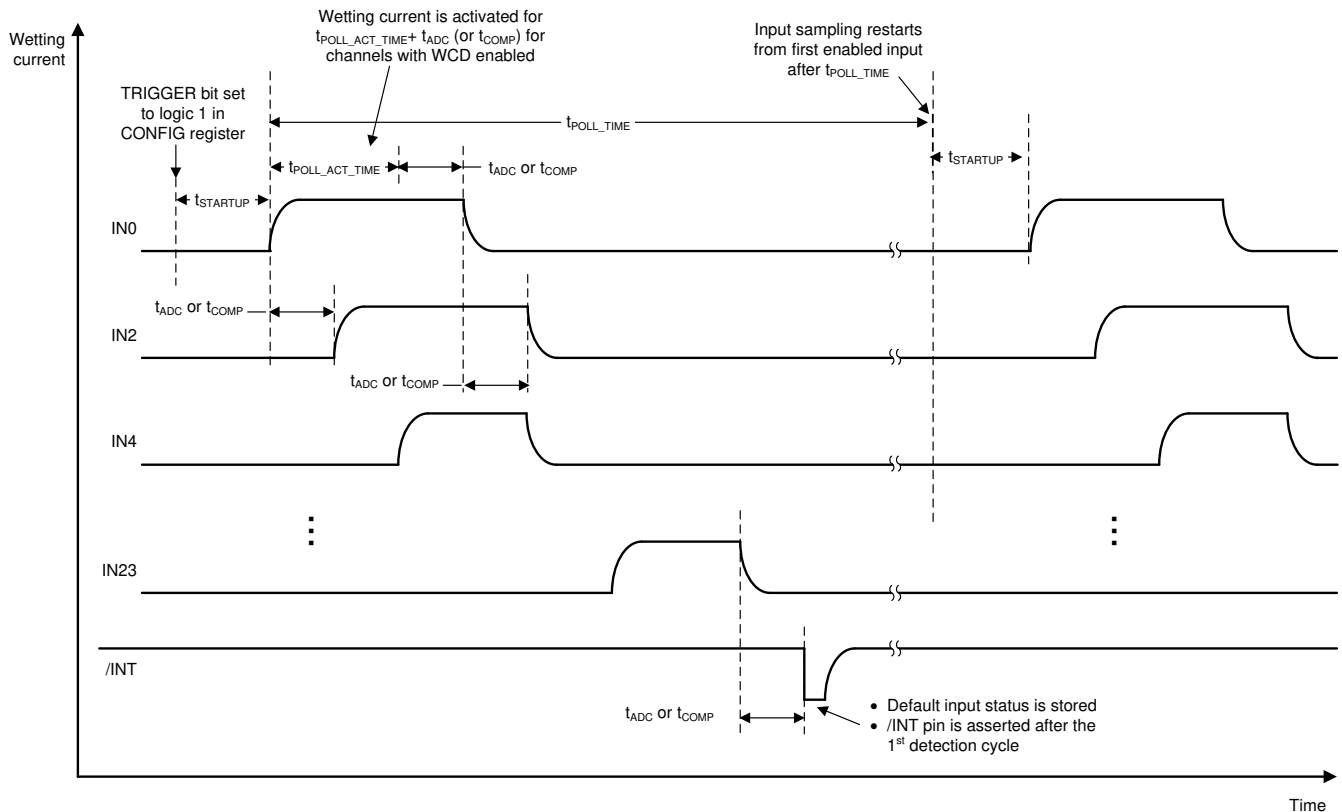 Wetting
current
Wetting current is activated for
tPOLL_ACT_TIME+ tADC (or tCOMP) for
channels with WCD enabled
Input sampling restarts
from first enabled input
after tPOLL_TIME
TRIGGER bit set
to logic 1 in
CONFIG register
tPOLL_TIME
tPOLL_ACT_TIME
tADC or tCOMP
tSTARTUP
tSTARTUP
IN0
tADC or tCOMP
IN2
tADC or tCOMP
IN4
IN23
/INT
tADC or tCOMP
• Default input status is stored
• /INT pin is asserted after the
1st detection cycle
Time